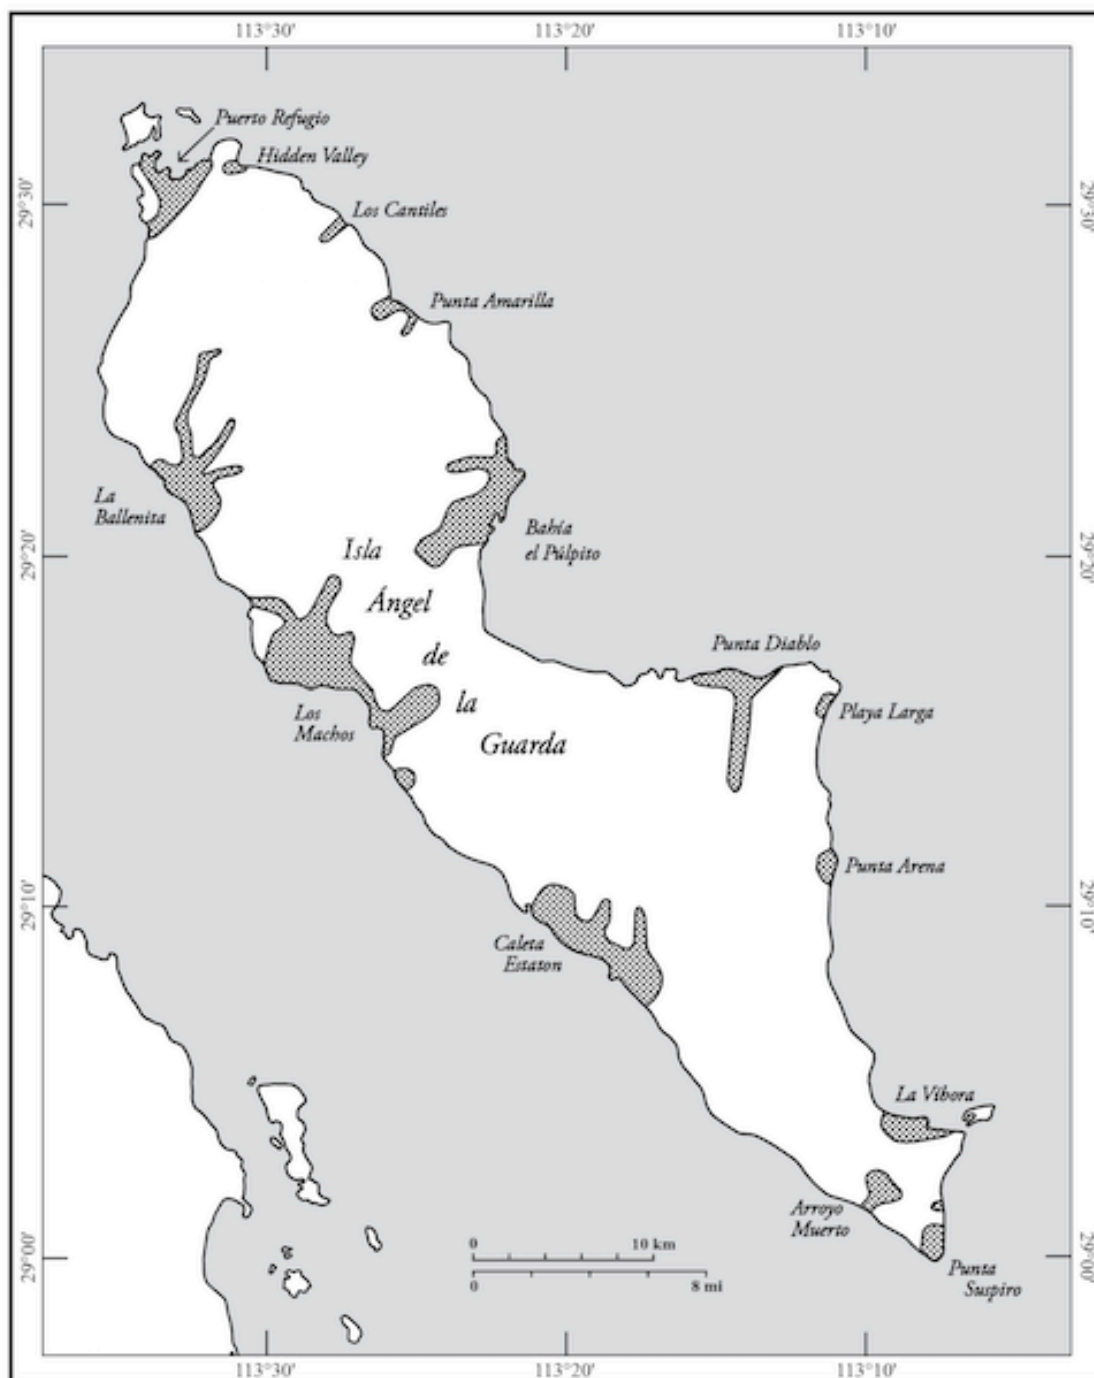 113°30'
113°20'
113°10'
Puerto Refugio
Hidden Valley
29°30'
29°30'
Los Cantiles
Punta Amarilla
La
Ballenita
Bahía
el Púlpito
29°20'
29°20'
Isla
Ángel
de
la
Guarda
Punta Diablo
Playa Larga
Los
Machos
Punta Arena
29°10'
29°10'
Caleta
Estaton
La Víbora
Arroyo
Muerto
0 10 km
0 8 mi
29°00'
29°00'
Punta
Suspiro
113°30'
113°20'
113°10'